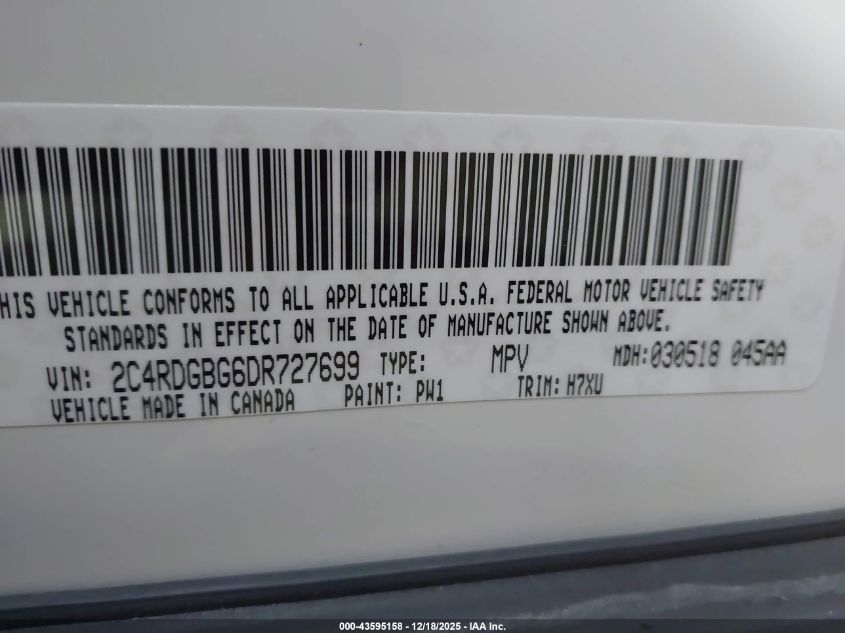 HIS VEHICLE CONFORMS TO ALL APPLICABLE U.S.A. FEDERAL MOTOR VEHICLE SAFETY
STANDARDS IN EFFECT ON THE DATE OF MANUFACTURE SHOWN ABOVE.
VIN: 2C4RDGBG6DR727699 TYPE: MPV MDH:030518 045AA
VEHICLE MADE IN CANADA PAINT: PW1 TRIM: H7XU
000-43595158 - 12/18/2025 - IAA Inc.